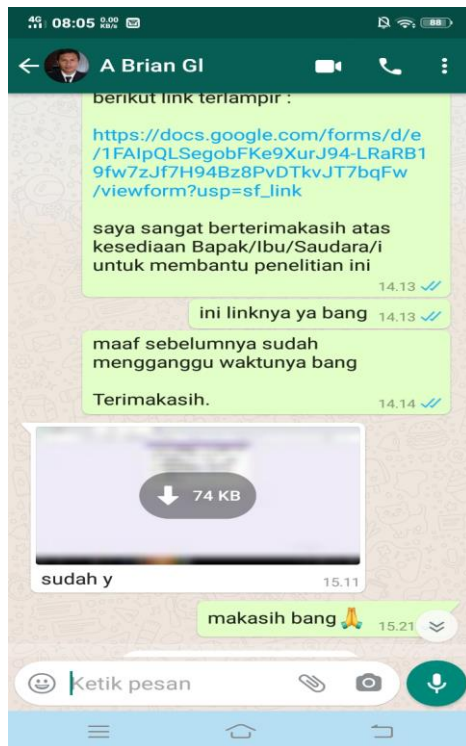 4G 08:05 0.00 KB/s 88
A Brian Gl
berikut link terlampir :
https://docs.google.com/forms/d/e
/1FAIpQLSegobFKe9XurJ94-LRaRB1
9fw7zJf7H94Bz8PvDTkvJT7bqFw
/viewform?usp=sf_link
saya sangat berterimakasih atas
kesediaan Bapak/Ibu/Saudara/i
untuk membantu penelitian ini
14.13
ini linknya ya bang 14.13
maaf sebelumnya sudah
mengganggu waktunya bang
Terimakasih.
14.14
74 KB
sudah y
15.11
makasih bang🙏 15.21
Ketik pesan